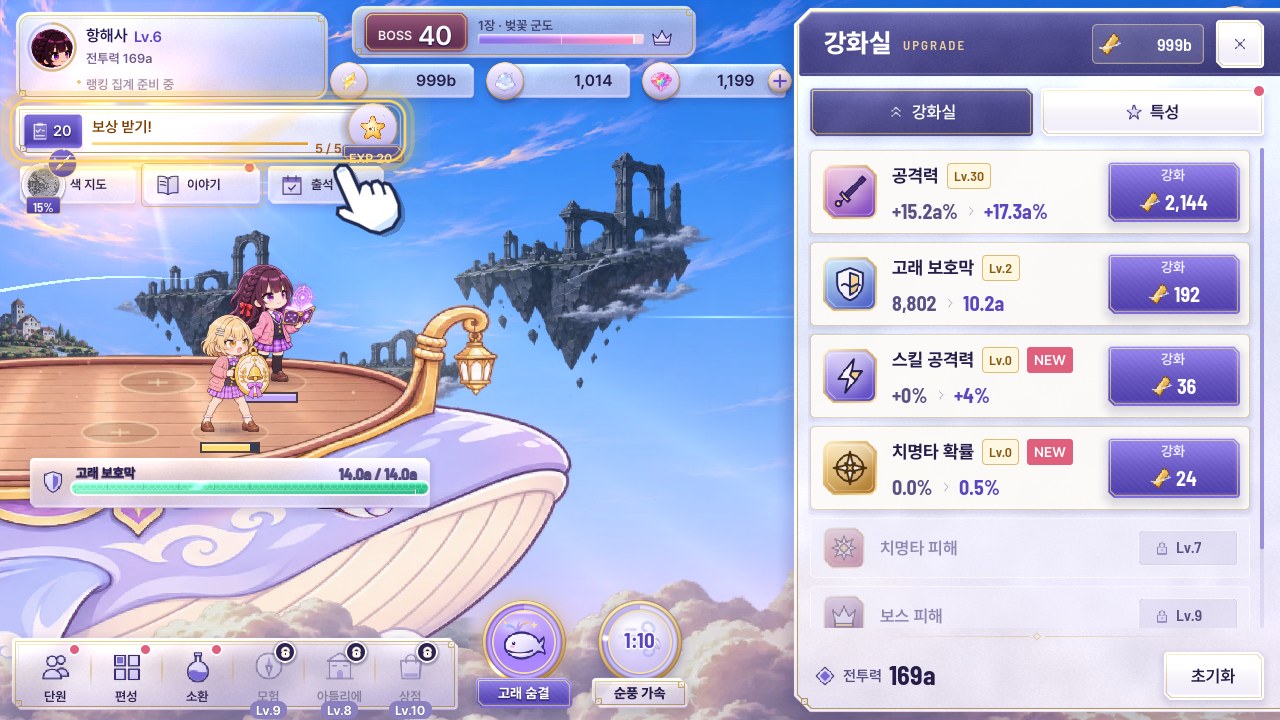 항해사 Lv.6
전투력 169a
* 랭킹 집계 준비 중
BOSS 40
1장 · 벚꽃 군도
999b
1,014
1,199
20
보상 받기!
5 / 5
EXP 20
색 지도
15%
이야기
출석
고래 보호막
14.0a / 14.0a
단원
편성
소환
모험
Lv.9
아틀리에
Lv.8
상점
Lv.10
고래 숨결
1:10
순풍 가속
강화실 UPGRADE
999b
강화실
특성
공격력 Lv.30
+15.2a% > +17.3a%
강화
2,144
고래 보호막 Lv.2
8,802 > 10.2a
강화
192
스킬 공격력 Lv.0 NEW
+0% > +4%
강화
36
치명타 확률 Lv.0 NEW
0.0% > 0.5%
강화
24
치명타 피해
Lv.7
보스 피해
Lv.9
전투력 169a
초기화